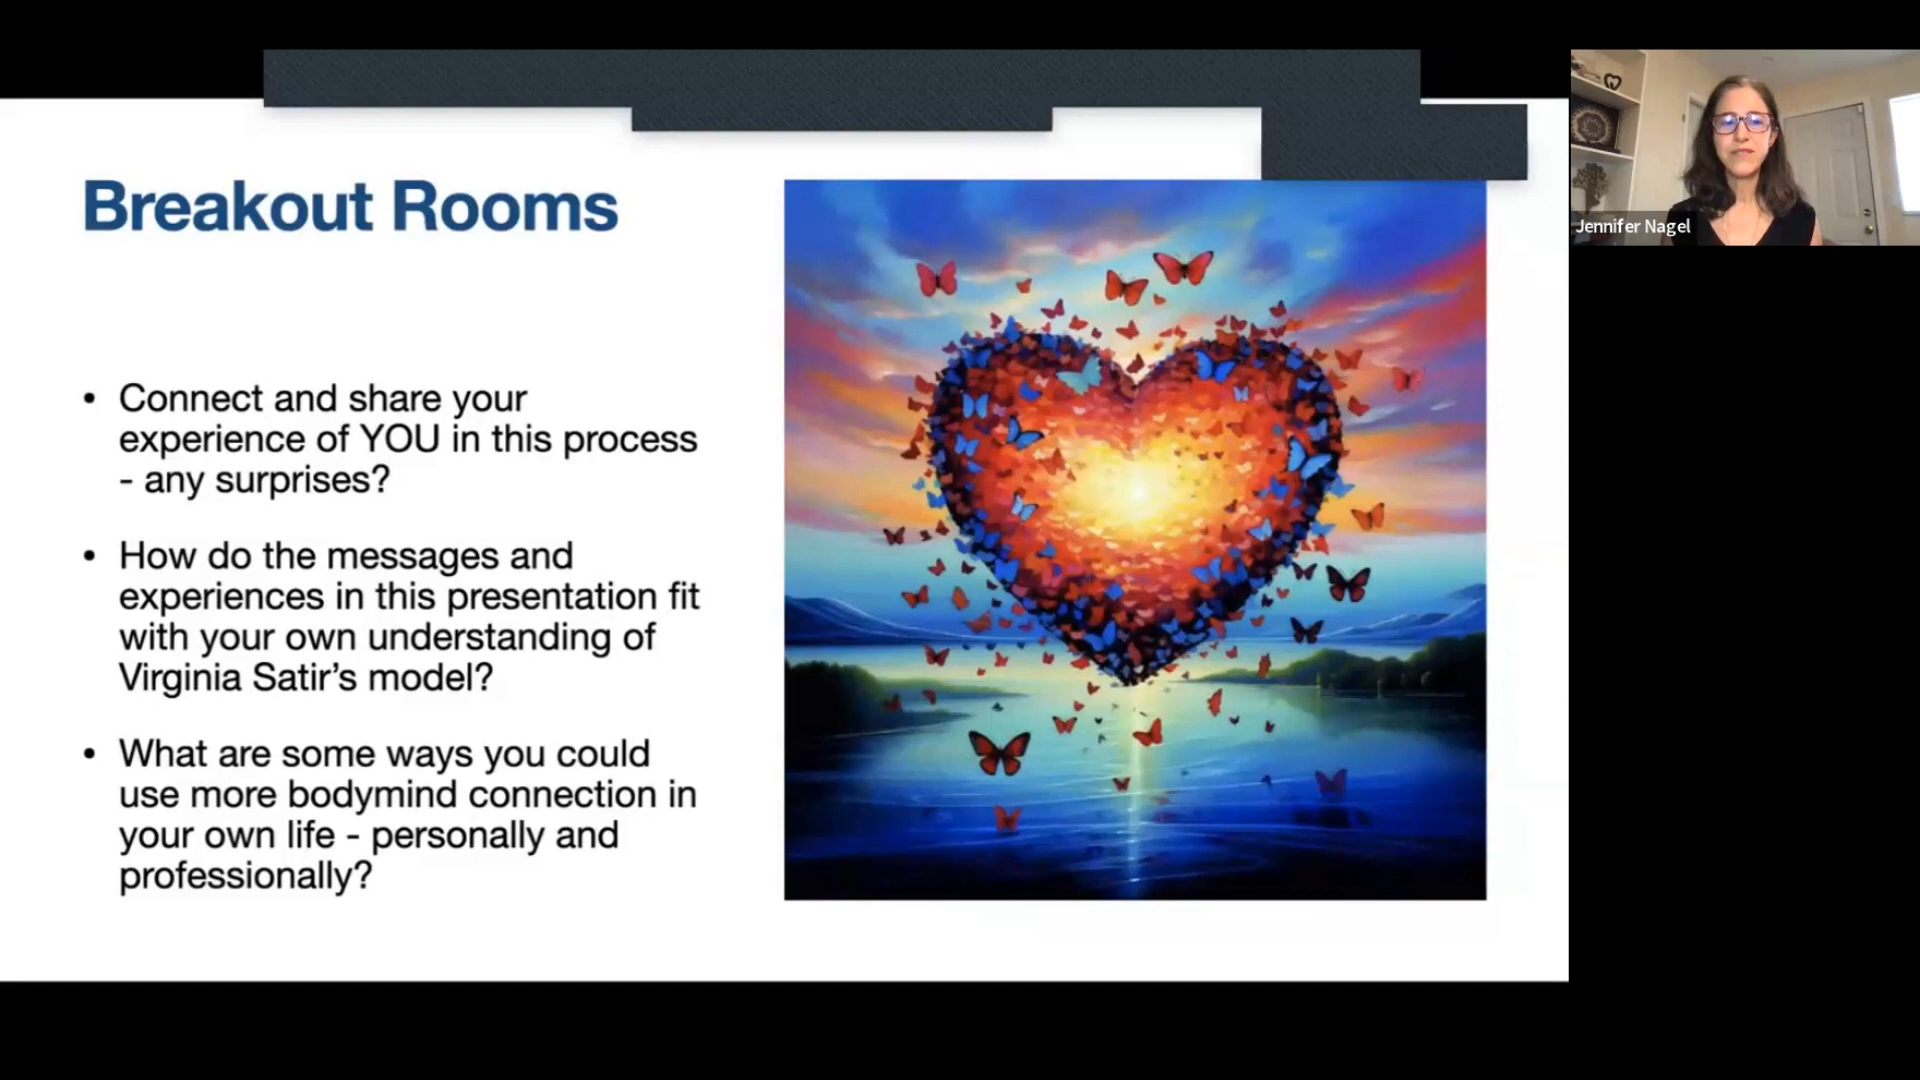 Breakout Rooms
• Connect and share your
experience of YOU in this process
- any surprises?
• How do the messages and
experiences in this presentation fit
with your own understanding of
Virginia Satir’s model?
• What are some ways you could
use more bodymind connection in
your own life - personally and
professionally?
Jennifer Nagel